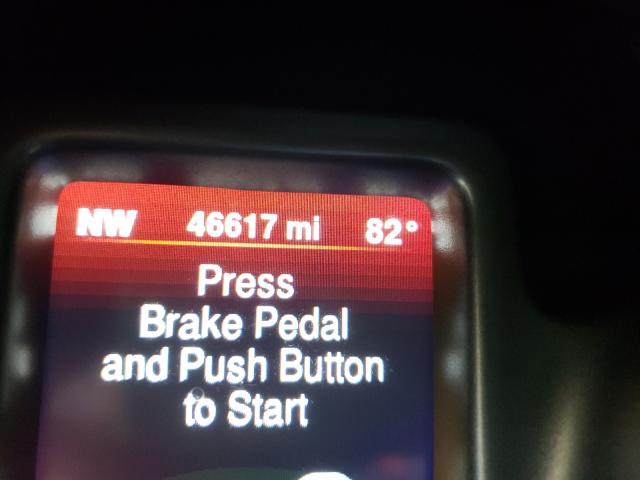 NW 46617 mi 82°
Press
Brake Pedal
and Push Button
to Start